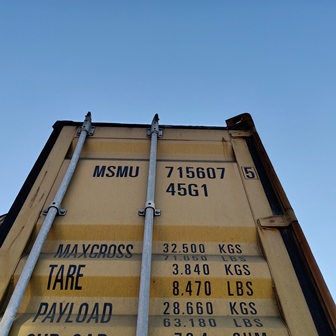 MSMU 715607 5
45G1
MAXGROSS 32.500 KGS
71.650 LBS
TARE 3.840 KGS
8.470 LBS
PAYLOAD 28.660 KGS
63.180 LBS